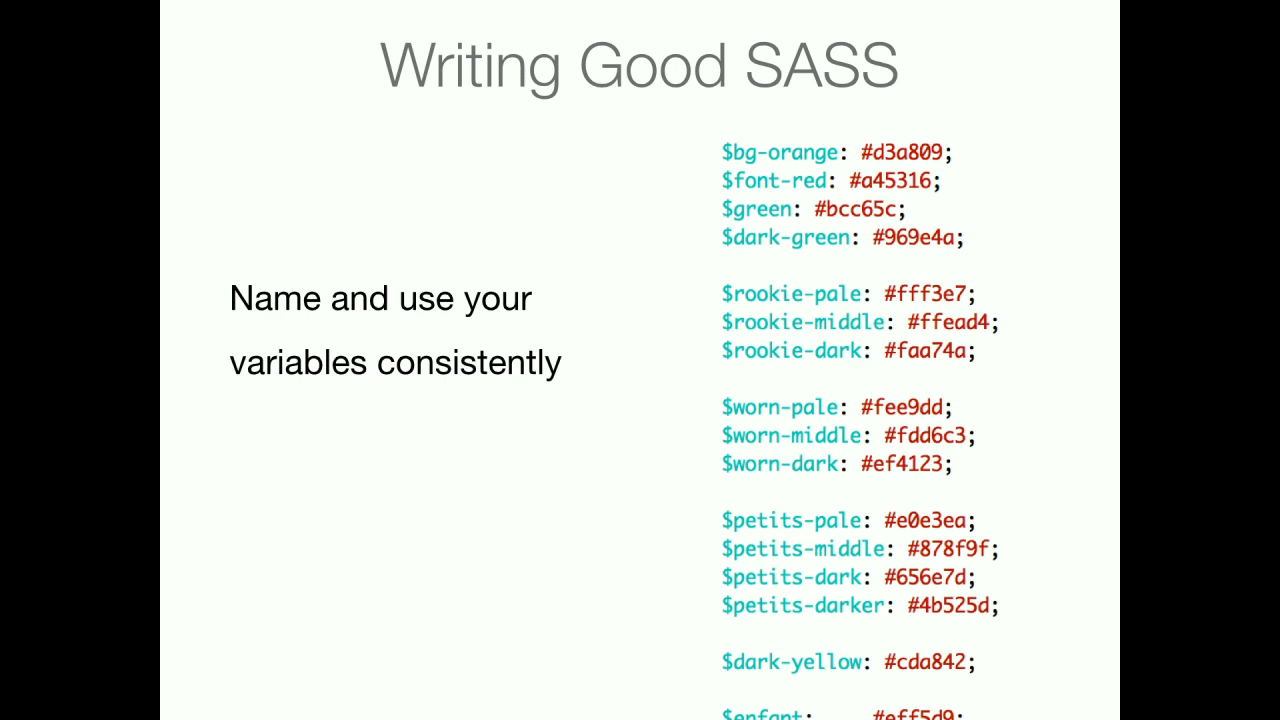 Writing Good SASS
Name and use your
variables consistently
$bg-orange: #d3a809;
$font-red: #a45316;
$green: #bcc65c;
$dark-green: #969e4a;
$rookie-pale: #fff3e7;
$rookie-middle: #ffead4;
$rookie-dark: #faa74a;
$worn-pale: #fee9dd;
$worn-middle: #fdd6c3;
$worn-dark: #ef4123;
$petits-pale: #e0e3ea;
$petits-middle: #878f9f;
$petits-dark: #656e7d;
$petits-darker: #4b525d;
$dark-yellow: #cda842;
$enfant: #eff5d9;